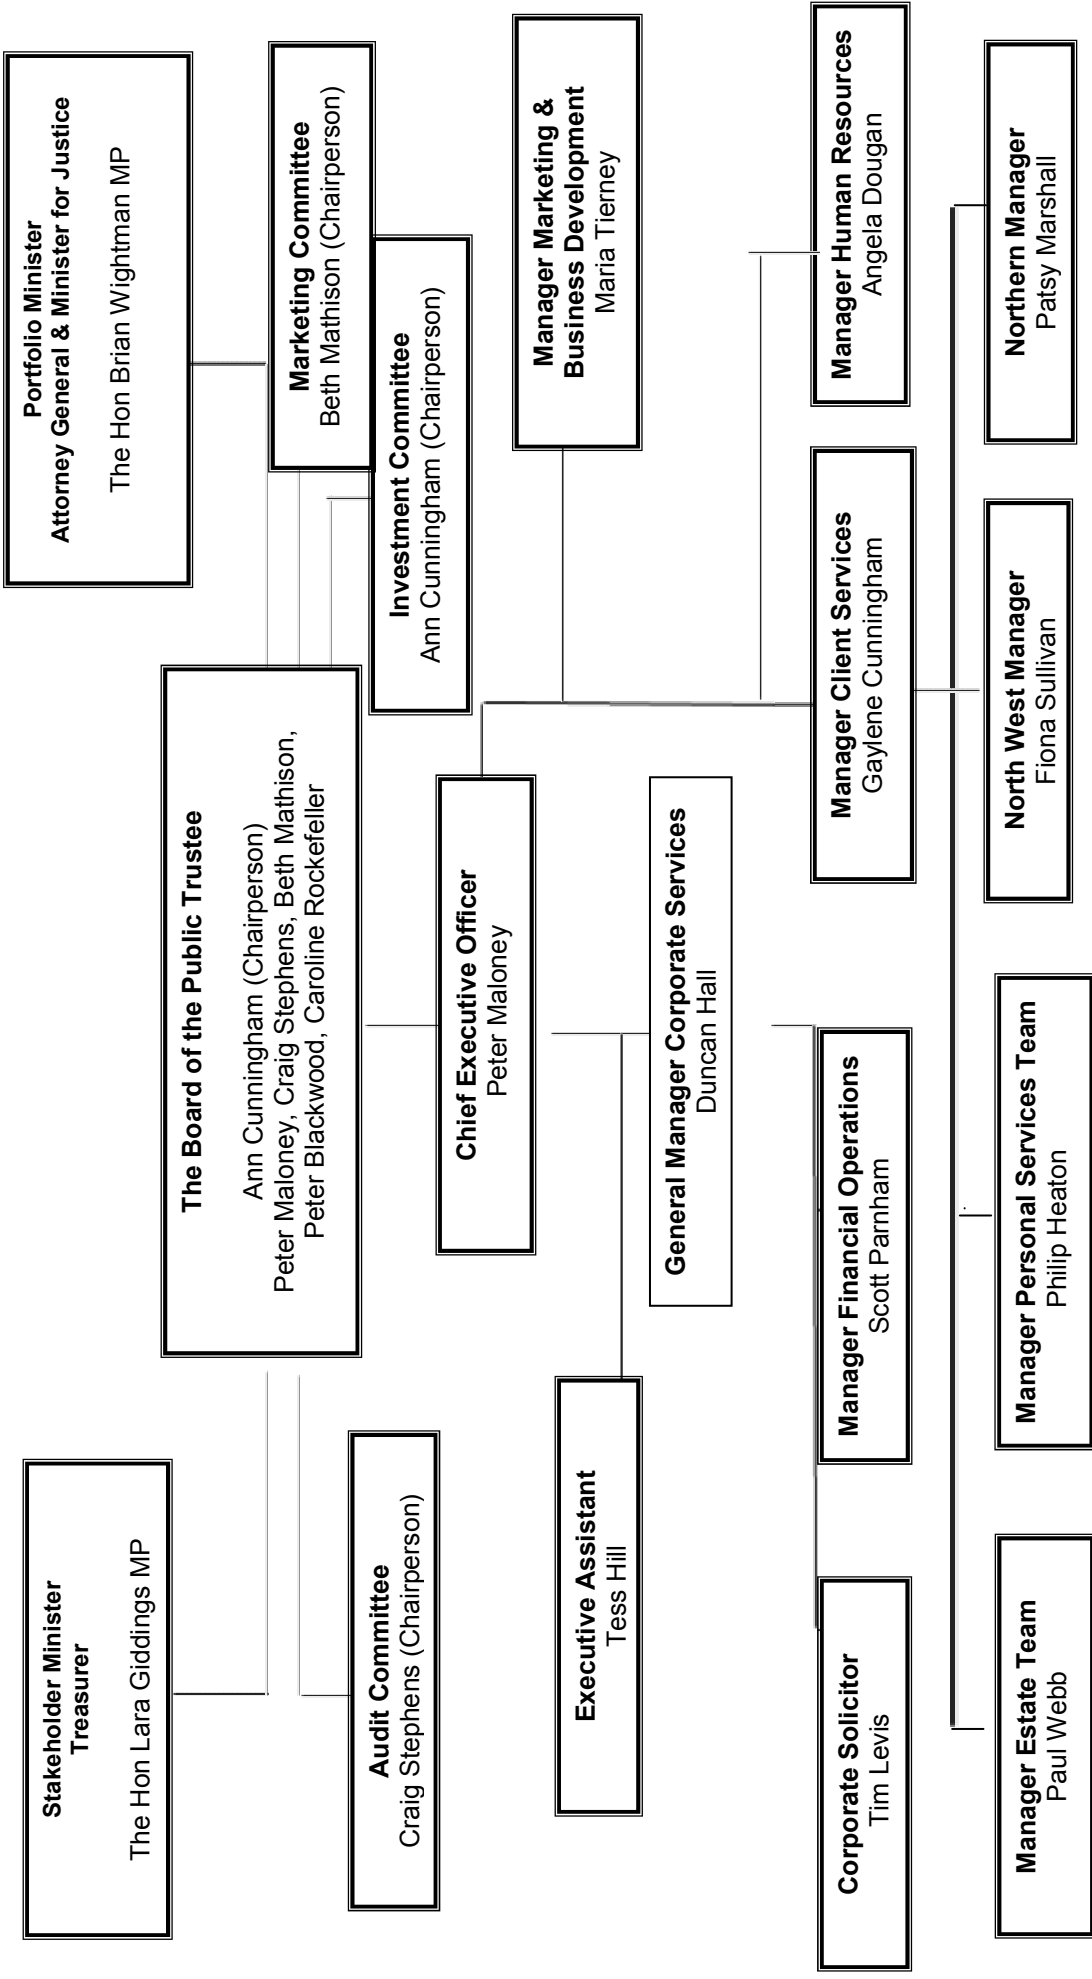 Stakeholder Minister
Treasurer
The Hon Lara Giddings MP
Portfolio Minister
Attorney General & Minister for Justice
The Hon Brian Wightman MP
The Board of the Public Trustee
Ann Cunningham (Chairperson)
Peter Maloney, Craig Stephens, Beth Mathison,
Peter Blackwood, Caroline Rockefeller
Audit Committee
Craig Stephens (Chairperson)
Marketing Committee
Beth Mathison (Chairperson)
Investment Committee
Ann Cunningham (Chairperson)
Chief Executive Officer
Peter Maloney
Executive Assistant
Tess Hill
Manager Marketing &
Business Development
Maria Tierney
General Manager Corporate Services
Duncan Hall
Corporate Solicitor
Tim Levis
Manager Financial Operations
Scott Parnham
Manager Client Services
Gaylene Cunningham
Manager Human Resources
Angela Dougan
Manager Estate Team
Paul Webb
Manager Personal Services Team
Philip Heaton
North West Manager
Fiona Sullivan
Northern Manager
Patsy Marshall